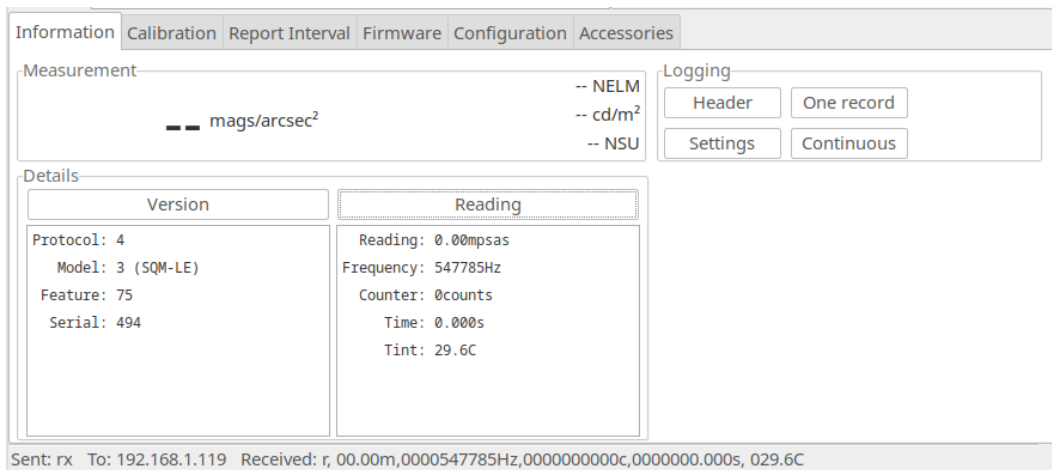 Information Calibration Report Interval Firmware Configuration Accessories
Measurement
-- mags/arcsec²
-- NELM
-- cd/m²
-- NSU
Logging
Header One record
Settings Continuous
Details
Version
Protocol: 4
Model: 3 (SQM-LE)
Feature: 75
Serial: 494
Reading
Reading: 0.00mpsas
Frequency: 547785Hz
Counter: 0counts
Time: 0.000s
Tint: 29.6C
Sent: rx To: 192.168.1.119 Received: r, 00.00m,0000547785Hz,0000000000c,0000000.000s, 029.6C